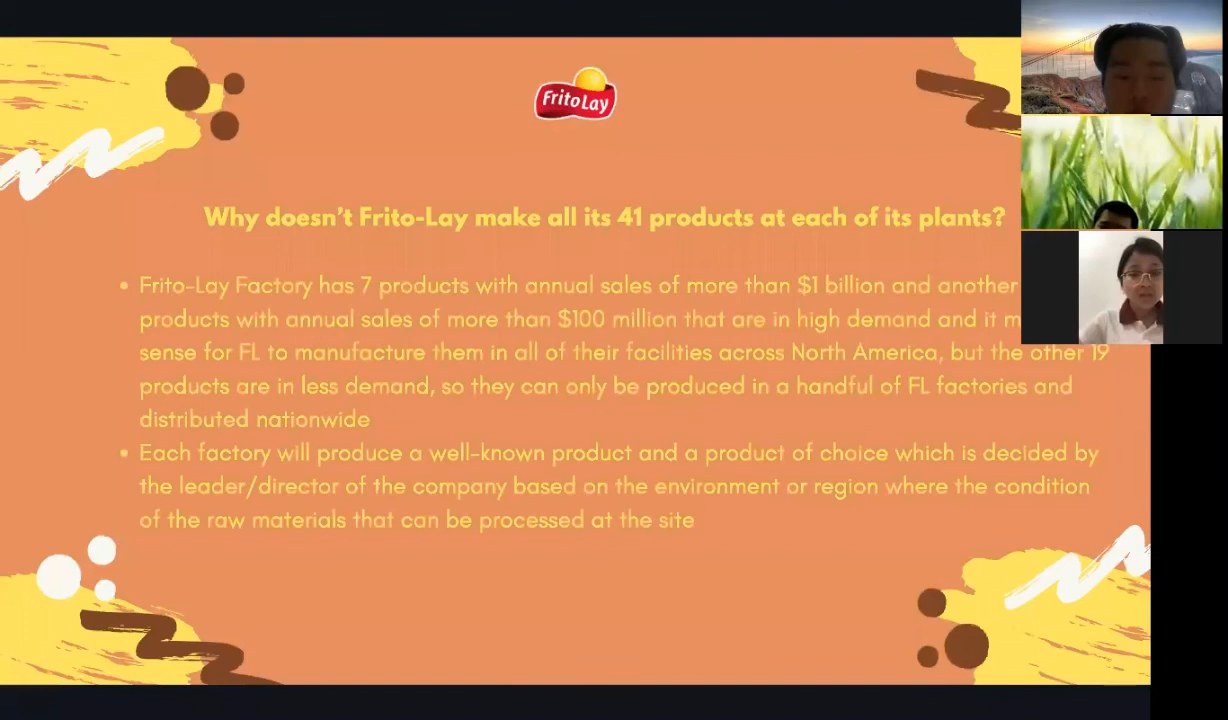 FritoLay
Why doesn't Frito-Lay make all its 41 products at each of its plants?
• Frito-Lay Factory has 7 products with annual sales of more than $1 billion and another
products with annual sales of more than $100 million that are in high demand and it m
sense for FL to manufacture them in all of their facilities across North America, but the other 19
products are in less demand, so they can only be produced in a handful of FL factories and
distributed nationwide
• Each factory will produce a well-known product and a product of choice which is decided by
the leader/director of the company based on the environment or region where the condition
of the raw materials that can be processed at the site